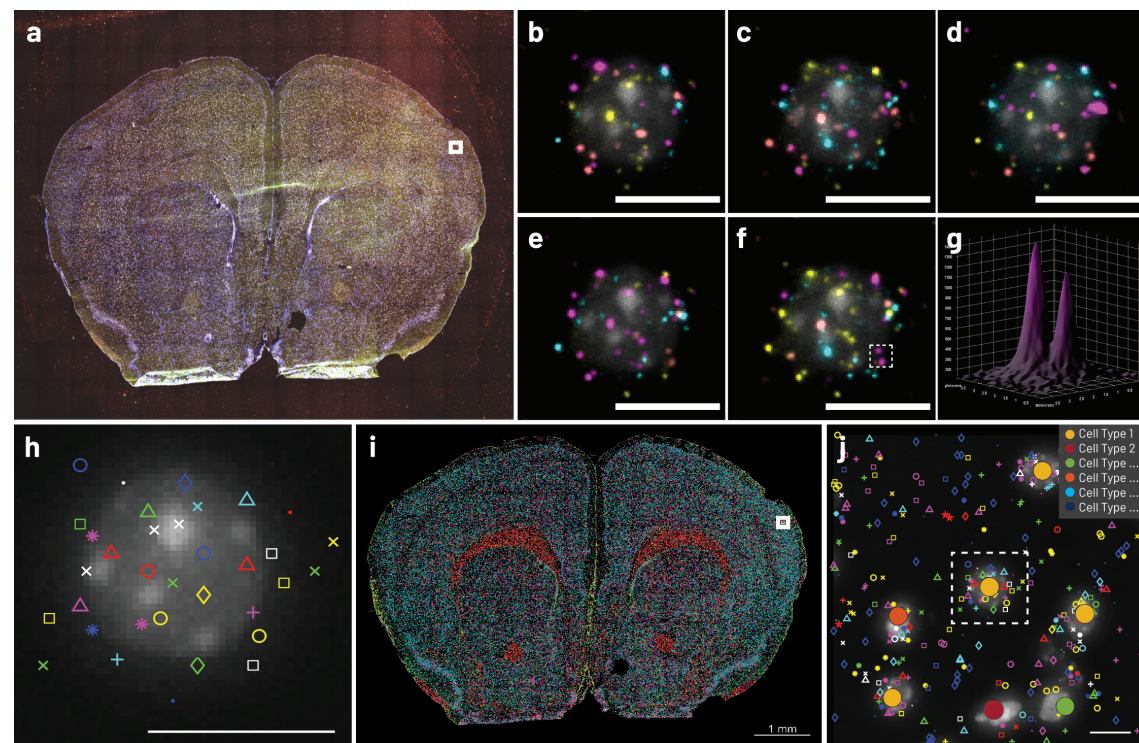 a
b
c
d
e
f
g
h
i
1 mm
j
Cell Type 1
Cell Type 2
Cell Type ...
Cell Type ...
Cell Type ...
Cell Type ...